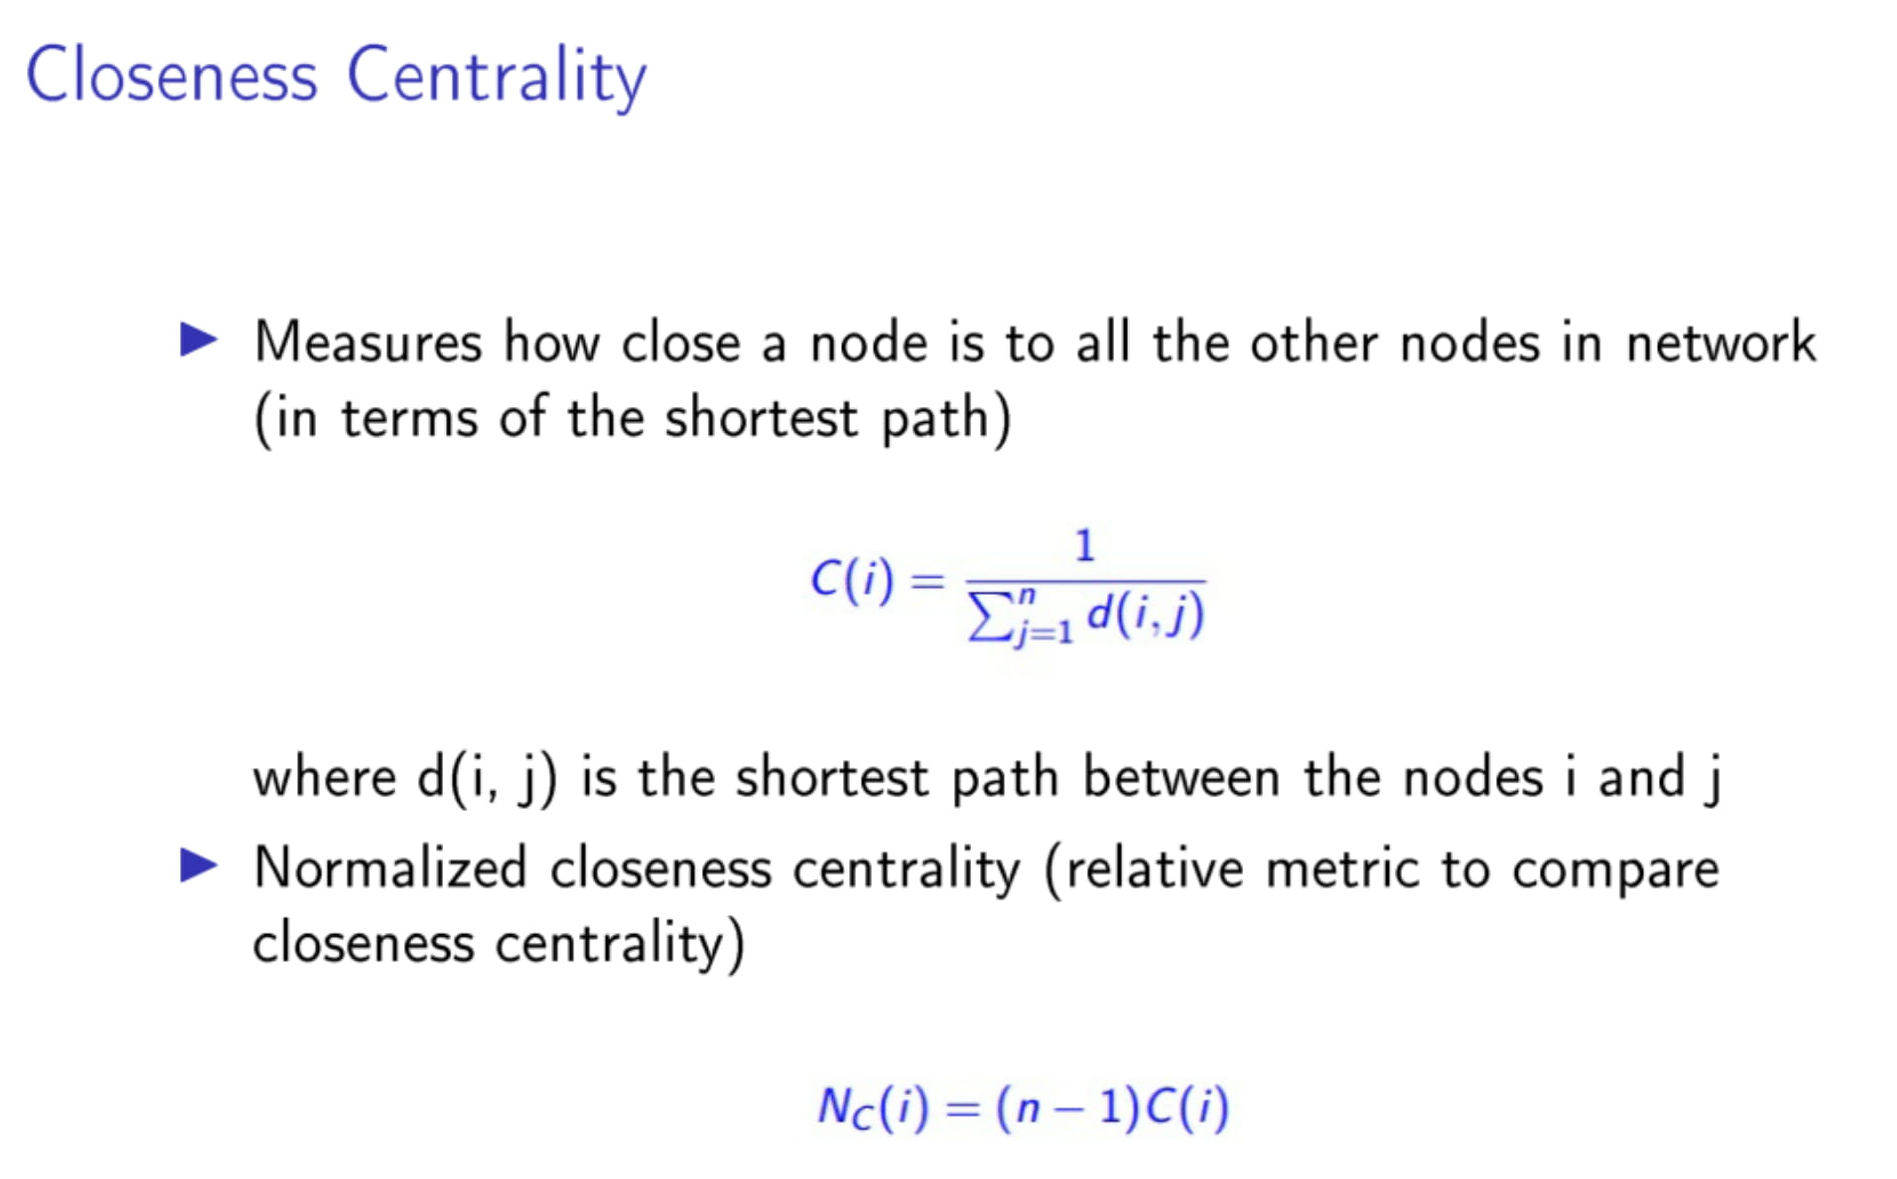 Closeness Centrality
▶ Measures how close a node is to all the other nodes in network
(in terms of the shortest path)
C(i) = 1 / ∑ⁿⱼ₌₁ d(i,j)
where d(i, j) is the shortest path between the nodes i and j
▶ Normalized closeness centrality (relative metric to compare
closeness centrality)
N_C(i) = (n − 1)C(i)